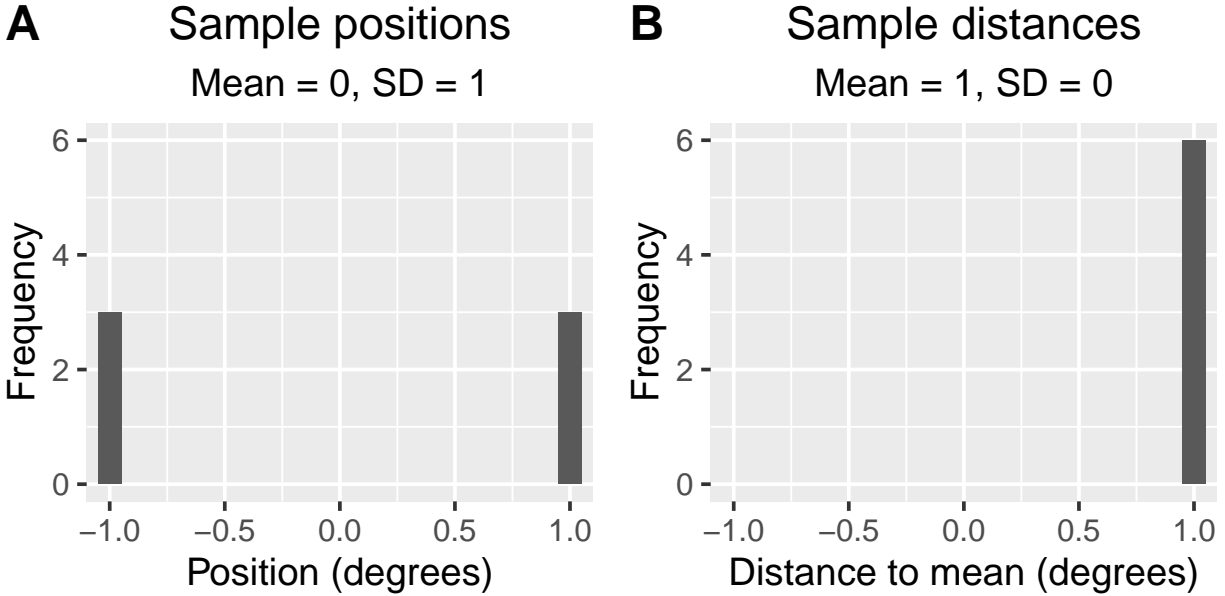 A
Sample positions
Mean = 0, SD = 1
6
4
2
0
Frequency
−1.0 −0.5 0.0 0.5 1.0
Position (degrees)
B
Sample distances
Mean = 1, SD = 0
6
4
2
0
Frequency
−1.0 −0.5 0.0 0.5 1.0
Distance to mean (degrees)